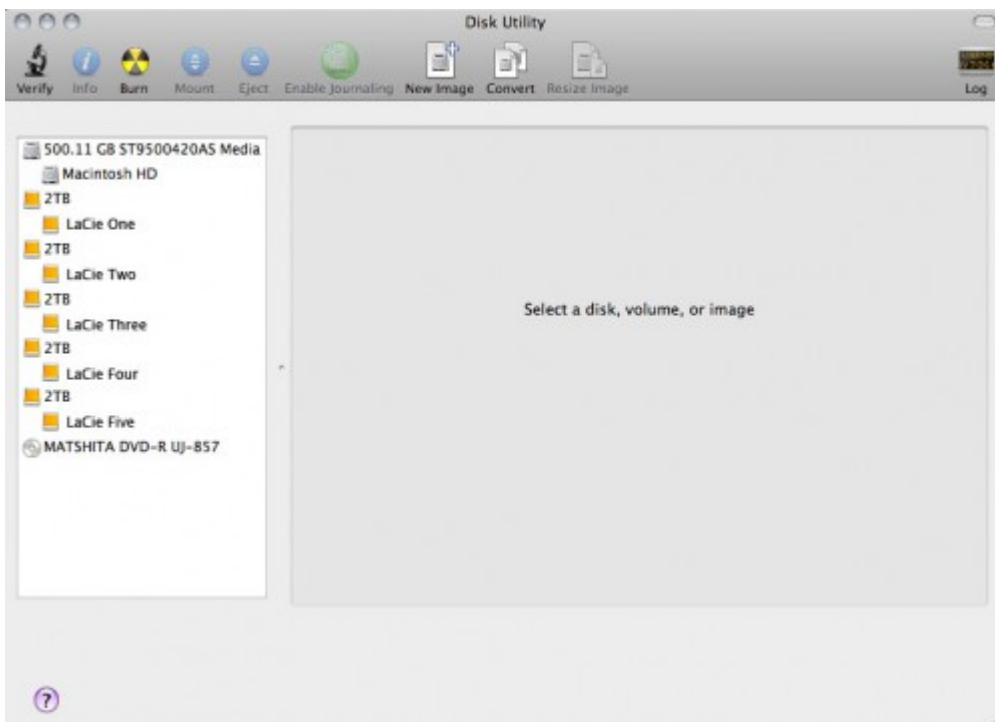 Disk Utility
Verify Info Burn Mount Eject Enable Journaling New Image Convert Resize Image Log
500.11 GB ST9500420AS Media
Macintosh HD
2TB
LaCie One
2TB
LaCie Two
2TB
LaCie Three
2TB
LaCie Four
2TB
LaCie Five
MATSHITA DVD-R UJ-857
Select a disk, volume, or image
?